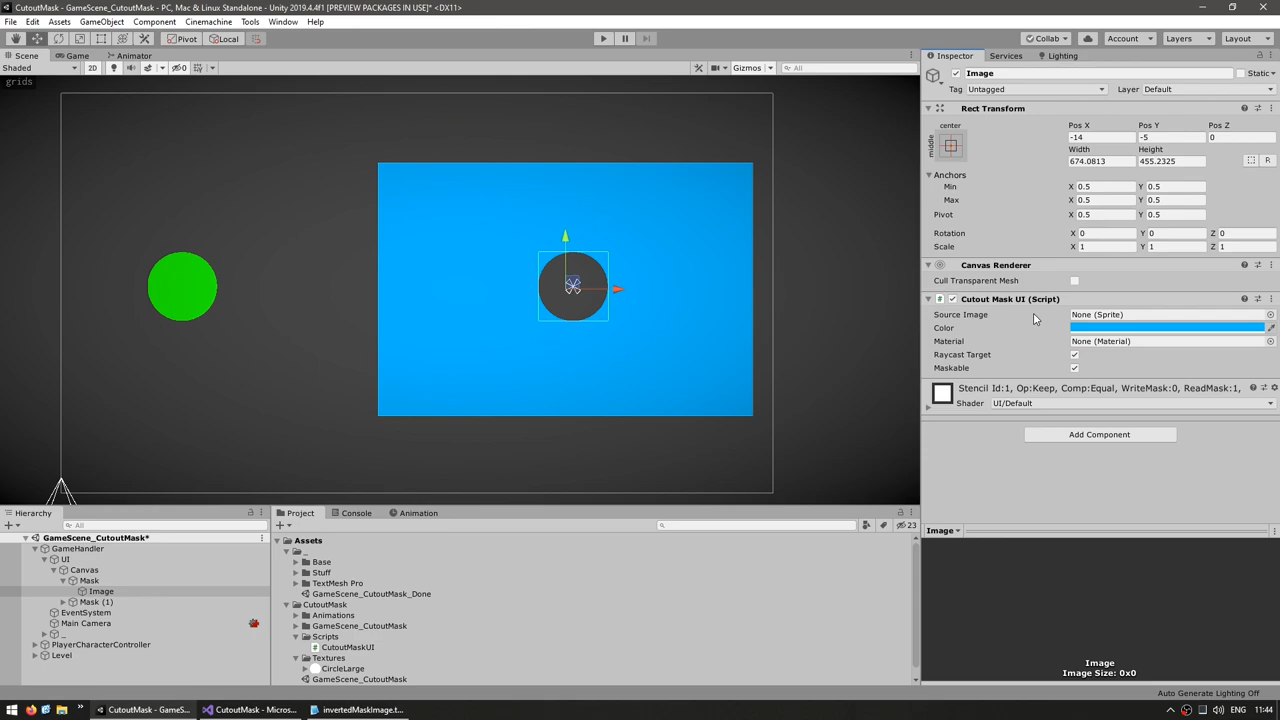 CutoutMask - GameScene_CutoutMask - PC, Mac & Linux Standalone - Unity 2019.4.4f1 [PREVIEW PACKAGES IN USE]* <DX11>
File Edit Assets GameObject Component Cinemachine Tools Window Help
Pivot Local Collab Account Layers Layout
Scene Game Animator
Shaded 2D 0 Gizmos All
grids
Inspector Services Lighting
Image Static
Tag Untagged Layer Default
Rect Transform
center Pos X Pos Y Pos Z
middle -14 -5 0
Width Height
674.0813 455.2325 R
Anchors
Min X 0.5 Y 0.5
Max X 0.5 Y 0.5
Pivot X 0.5 Y 0.5
Rotation X 0 Y 0 Z 0
Scale X 1 Y 1 Z 1
Canvas Renderer
Cull Transparent Mesh
# Cutout Mask UI (Script)
Source Image None (Sprite)
Color
Material None (Material)
Raycast Target
Maskable
Stencil Id:1, Op:Keep, Comp:Equal, WriteMask:0, ReadMask:1,
Shader UI/Default
Add Component
Image
Image
Image Size: 0x0
Hierarchy
+ All
GameScene_CutoutMask*
GameHandler
UI
Canvas
Mask
Image
Mask (1)
EventSystem
Main Camera
_
PlayerCharacterController
Level
Project Console Animation
+ 23
Assets
_
Base
Stuff
TextMesh Pro
GameScene_CutoutMask_Done
CutoutMask
Animations
GameScene_CutoutMask
Scripts
# CutoutMaskUI
Textures
CircleLarge
GameScene_CutoutMask
Auto Generate Lighting Off
CutoutMask - GameS... CutoutMask - Micros... invertedMaskImage.t... ENG 11:44